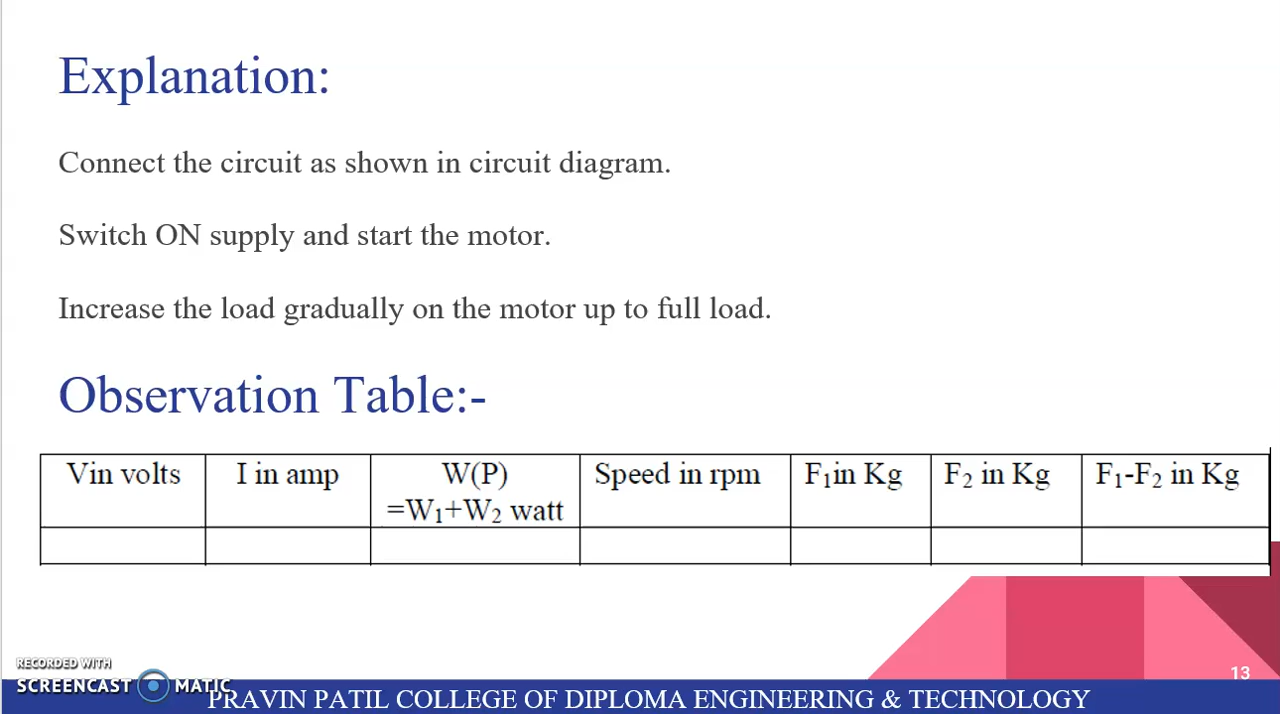 Explanation:
Connect the circuit as shown in circuit diagram.
Switch ON supply and start the motor.
Increase the load gradually on the motor up to full load.
Observation Table:-
Vin volts I in amp W(P) Speed in rpm F₁in Kg F₂ in Kg F₁-F₂ in Kg
=W₁+W₂ watt
RECORDED WITH
SCREENCAST MATIC
13
PRAVIN PATIL COLLEGE OF DIPLOMA ENGINEERING & TECHNOLOGY